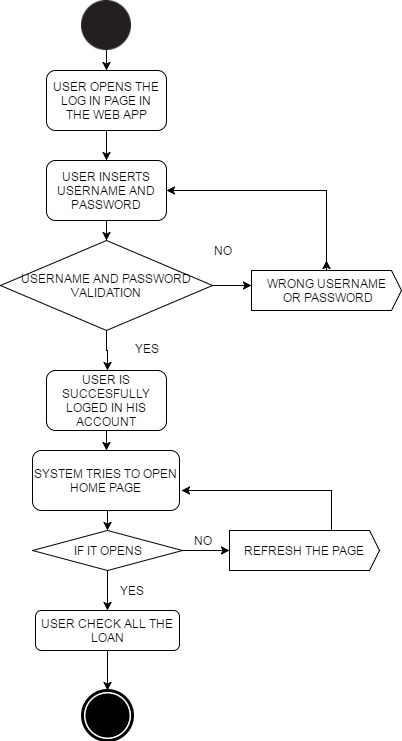 USER OPENS THE
LOG IN PAGE IN
THE WEB APP
USER INSERTS
USERNAME AND
PASSWORD
NO
USERNAME AND PASSWORD
VALIDATION
WRONG USERNAME
OR PASSWORD
YES
USER IS
SUCCESFULLY
LOGED IN HIS
ACCOUNT
SYSTEM TRIES TO OPEN
HOME PAGE
NO
IF IT OPENS
REFRESH THE PAGE
YES
USER CHECK ALL THE
LOAN